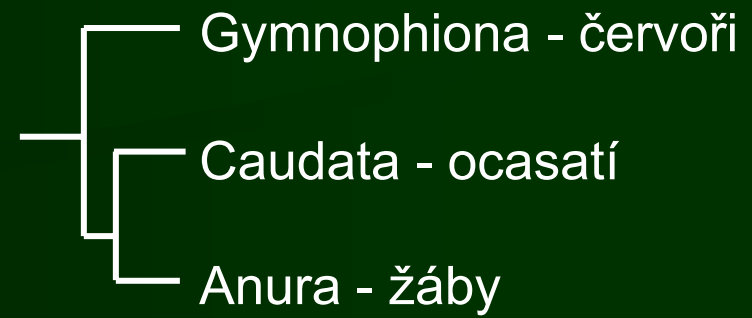 Gymnophiona - červoři
Caudata - ocasatí
Anura - žáby